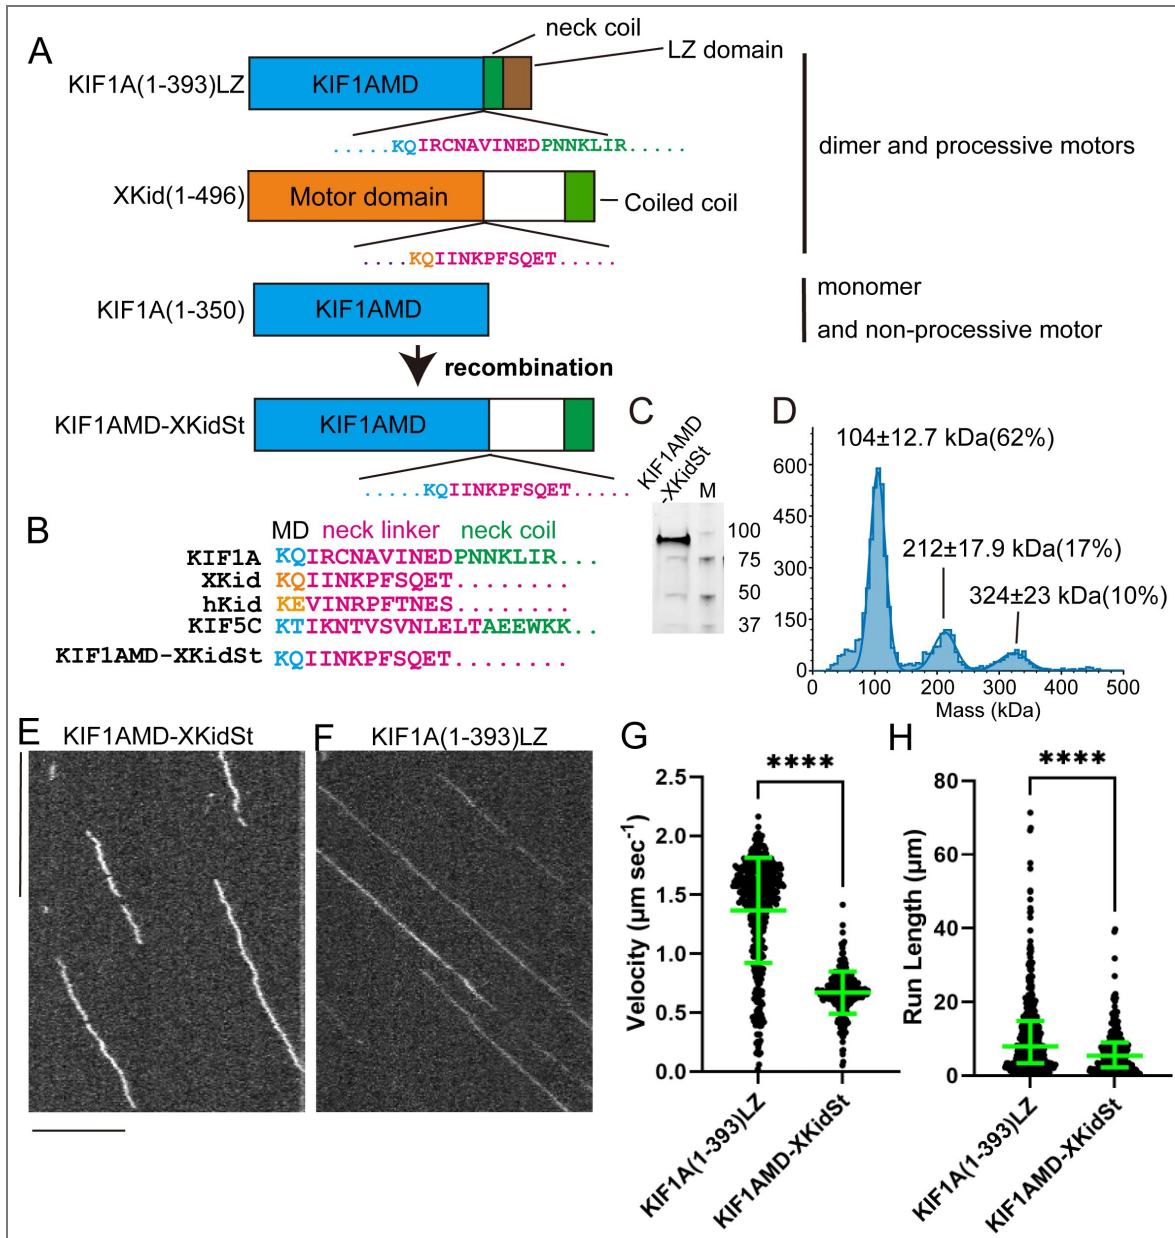 A
neck coil
LZ domain
KIF1A(1-393)LZ
KIF1AMD
.....KQIRCNAVINEDPNNKLIR.....
dimer and processive motors
XKid(1-496)
Motor domain
Coiled coil
....KQIINKPFSQET.....
KIF1A(1-350)
KIF1AMD
monomer
and non-processive motor
recombination
KIF1AMD-XKidSt
KIF1AMD
.....KQIINKPFSQET.....
B
MD neck linker neck coil
KIF1A KQIRCNAVINEDPNNKLIR...
XKid KQIINKPFSQET........
hKid KEVINRPFTNES........
KIF5C KTIKNTVSVNLELTAEEWKK..
KIF1AMD-XKidSt KQIINKPFSQET........
C
KIF1AMD
-XKidSt
M
100
75
50
37
D
104±12.7 kDa(62%)
212±17.9 kDa(17%)
324±23 kDa(10%)
600
450
300
150
0
0 100 200 300 400 500
Mass (kDa)
E
KIF1AMD-XKidSt
F
KIF1A(1-393)LZ
G
****
Velocity (µm sec⁻¹)
2.5
2.0
1.5
1.0
0.5
0.0
KIF1A(1-393)LZ
KIF1AMD-XKidSt
H
****
Run Length (µm)
80
60
40
20
0
KIF1A(1-393)LZ
KIF1AMD-XKidSt